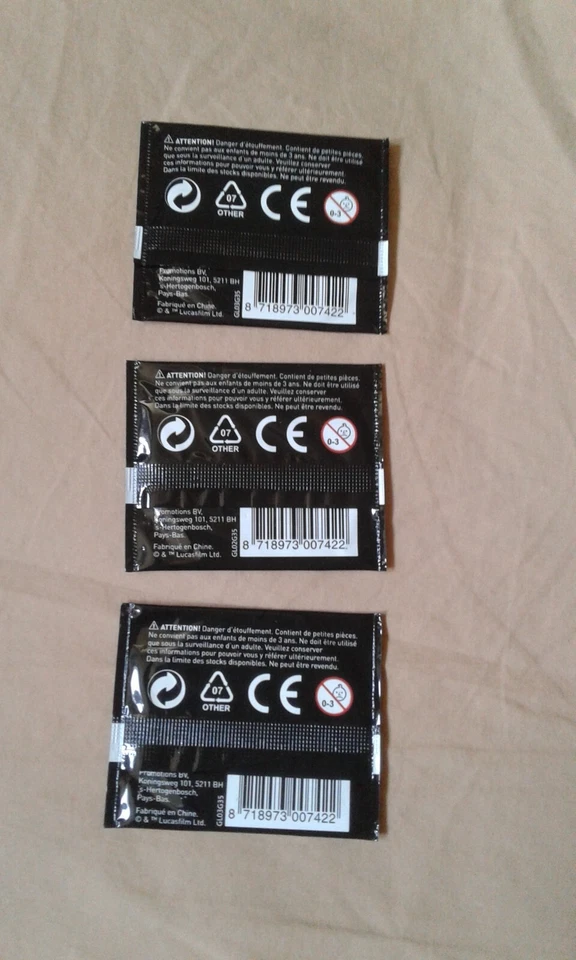 ⚠ ATTENTION! Danger d'étouffement. Contient de petites pièces.
Ne convient pas aux enfants de moins de 3 ans. Ne doit être utilisé
que sous la surveillance d'un adulte. Veuillez conserver
ces informations pour pouvoir vous y référer ultérieurement.
Dans la limite des stocks disponibles. Ne peut être revendu.
07
OTHER
CE
0-3
Promotions BV,
Koningsweg 101, 5211 BH
's-Hertogenbosch,
Pays-Bas.
Fabriqué en Chine.
© & ™ Lucasfilm Ltd.
GL03G35
8 718973 007422
⚠ ATTENTION! Danger d'étouffement. Contient de petites pièces.
Ne convient pas aux enfants de moins de 3 ans. Ne doit être utilisé
que sous la surveillance d'un adulte. Veuillez conserver
ces informations pour pouvoir vous y référer ultérieurement.
Dans la limite des stocks disponibles. Ne peut être revendu.
07
OTHER
CE
0-3
Promotions BV,
Koningsweg 101, 5211 BH
's-Hertogenbosch,
Pays-Bas.
Fabriqué en Chine.
© & ™ Lucasfilm Ltd.
GL02G35
8 718973 007422
⚠ ATTENTION! Danger d'étouffement. Contient de petites pièces.
Ne convient pas aux enfants de moins de 3 ans. Ne doit être utilisé
que sous la surveillance d'un adulte. Veuillez conserver
ces informations pour pouvoir vous y référer ultérieurement.
Dans la limite des stocks disponibles. Ne peut être revendu.
07
OTHER
CE
0-3
Promotions BV,
Koningsweg 101, 5211 BH
's-Hertogenbosch,
Pays-Bas.
Fabriqué en Chine.
© & ™ Lucasfilm Ltd.
GL03G35
8 718973 007422